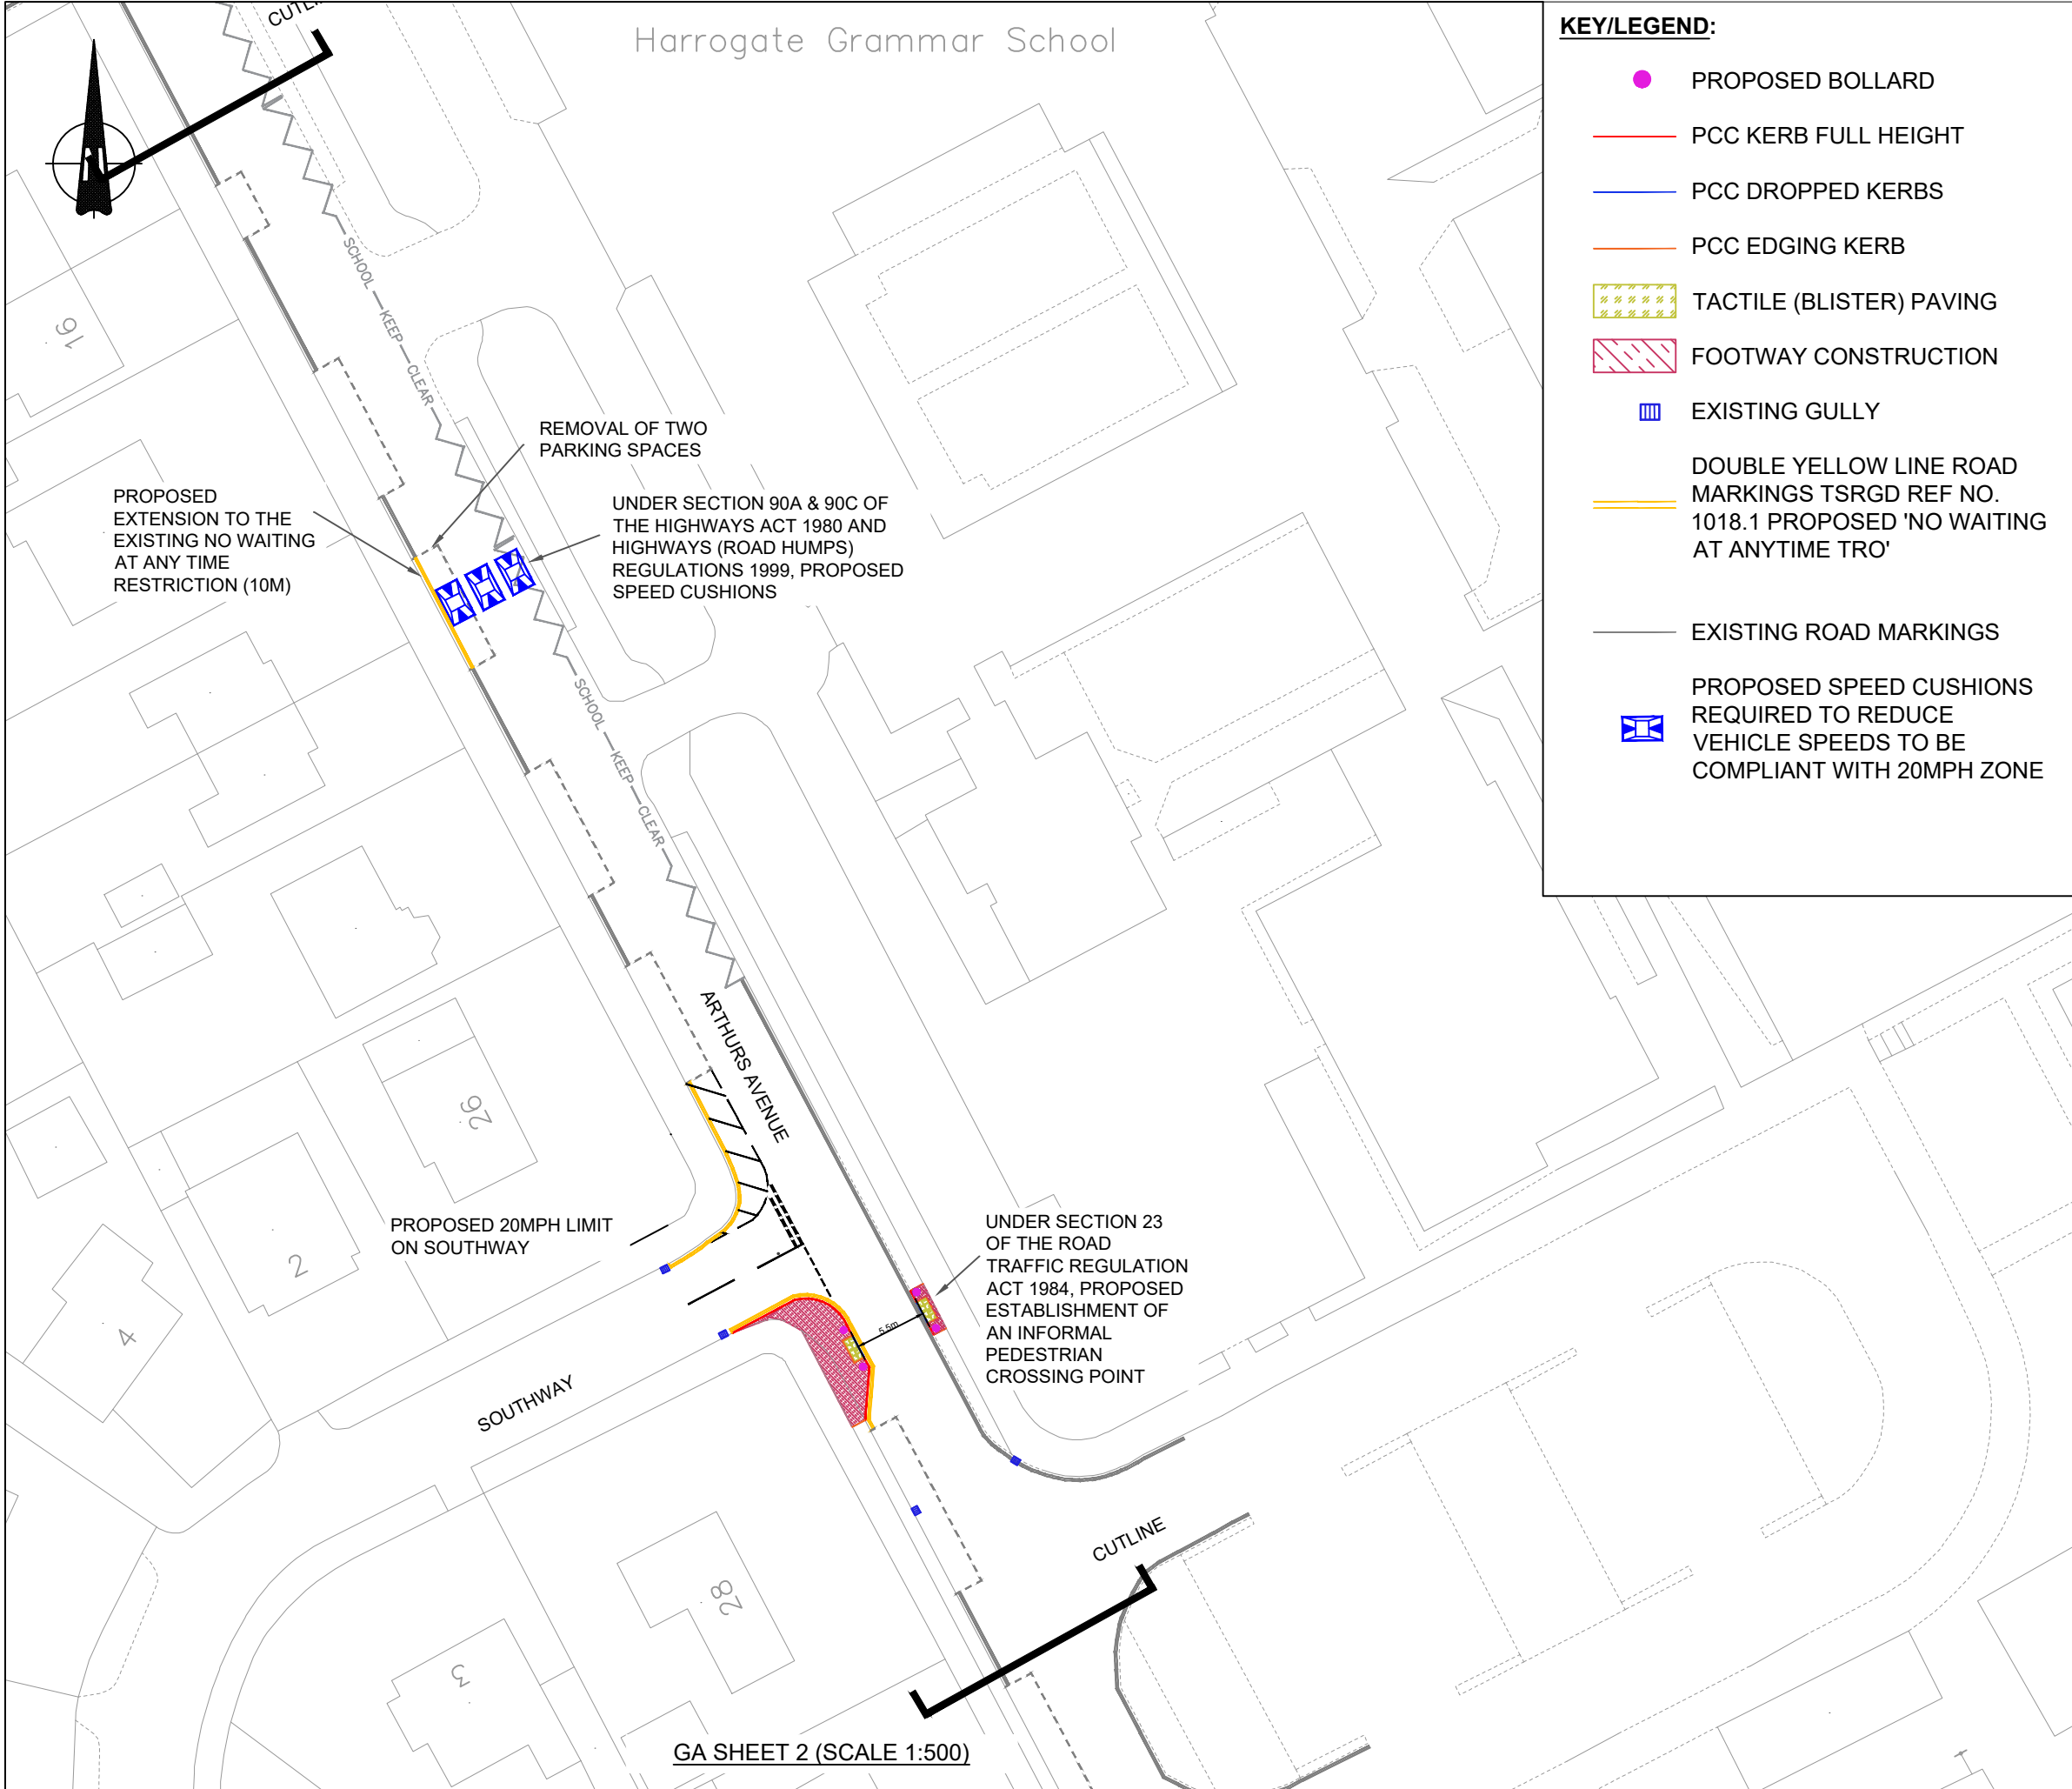 CUTLI
Harrogate Grammar School
N
KEY/LEGEND:
PROPOSED BOLLARD
PCC KERB FULL HEIGHT
PCC DROPPED KERBS
PCC EDGING KERB
TACTILE (BLISTER) PAVING
FOOTWAY CONSTRUCTION
EXISTING GULLY
DOUBLE YELLOW LINE ROAD
MARKINGS TSRGD REF NO.
1018.1 PROPOSED 'NO WAITING
AT ANYTIME TRO'
EXISTING ROAD MARKINGS
PROPOSED SPEED CUSHIONS
REQUIRED TO REDUCE
VEHICLE SPEEDS TO BE
COMPLIANT WITH 20MPH ZONE
SCHOOL KEEP CLEAR
16
REMOVAL OF TWO
PARKING SPACES
PROPOSED
EXTENSION TO THE
EXISTING NO WAITING
AT ANY TIME
RESTRICTION (10M)
UNDER SECTION 90A & 90C OF
THE HIGHWAYS ACT 1980 AND
HIGHWAYS (ROAD HUMPS)
REGULATIONS 1999, PROPOSED
SPEED CUSHIONS
SCHOOL KEEP CLEAR
ARTHURS AVENUE
26
PROPOSED 20MPH LIMIT
ON SOUTHWAY
2
4
UNDER SECTION 23
OF THE ROAD
TRAFFIC REGULATION
ACT 1984, PROPOSED
ESTABLISHMENT OF
AN INFORMAL
PEDESTRIAN
CROSSING POINT
5.5m
SOUTHWAY
CUTLINE
28
3
GA SHEET 2 (SCALE 1:500)